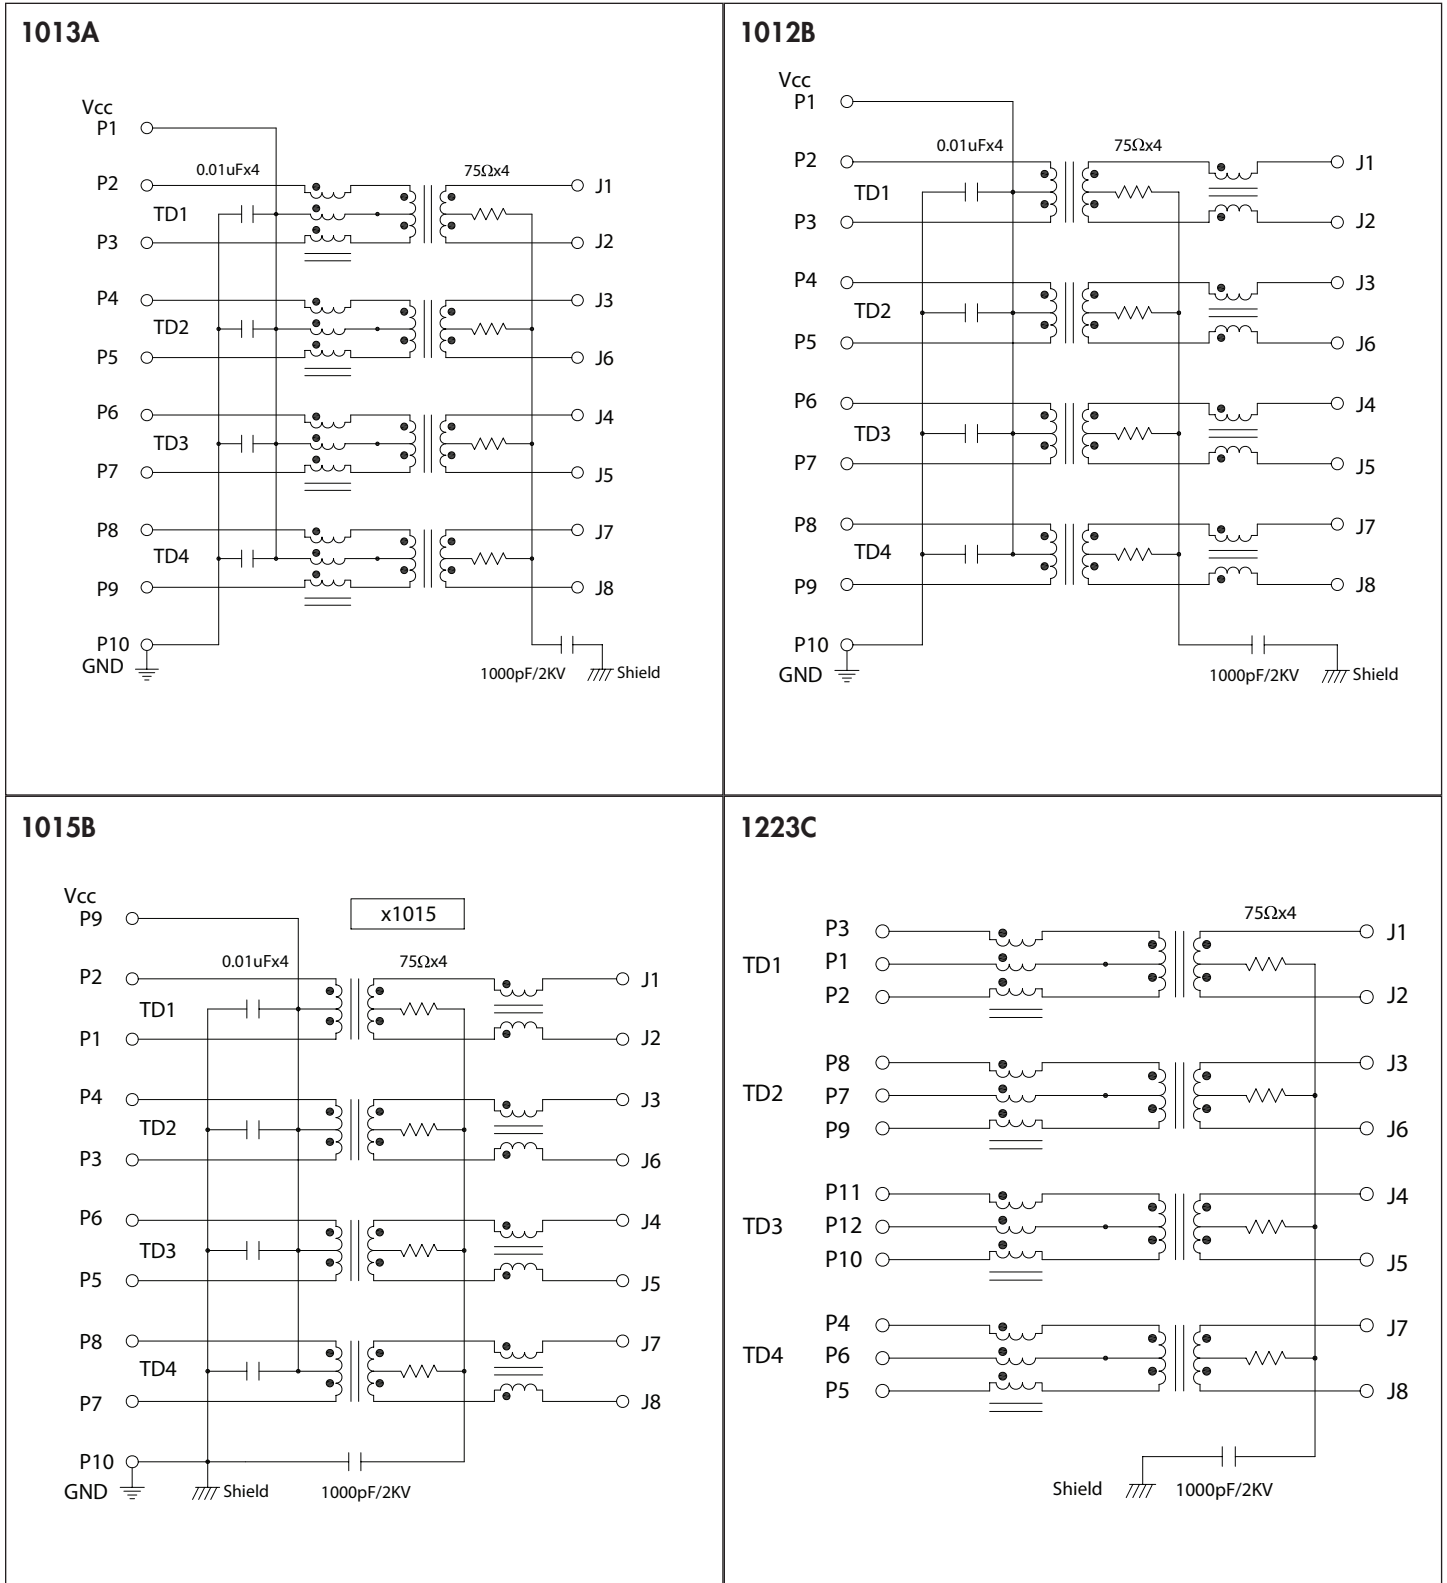 1013A
Vcc
P1
0.01uFx4
75Ωx4
P2
J1
TD1
P3
J2
P4
J3
TD2
P5
J6
P6
J4
TD3
P7
J5
P8
J7
TD4
P9
J8
P10
GND
1000pF/2KV
Shield
1012B
Vcc
P1
0.01uFx4
75Ωx4
P2
J1
TD1
P3
J2
P4
J3
TD2
P5
J6
P6
J4
TD3
P7
J5
P8
J7
TD4
P9
J8
P10
GND
1000pF/2KV
Shield
1015B
Vcc
P9
x1015
0.01uFx4
75Ωx4
P2
J1
TD1
P1
J2
P4
J3
TD2
P3
J6
P6
J4
TD3
P5
J5
P8
J7
TD4
P7
J8
P10
GND
Shield
1000pF/2KV
1223C
75Ωx4
P3
J1
TD1
P1
P2
J2
P8
J3
TD2
P7
P9
J6
P11
J4
TD3
P12
P10
J5
P4
J7
TD4
P6
P5
J8
Shield
1000pF/2KV